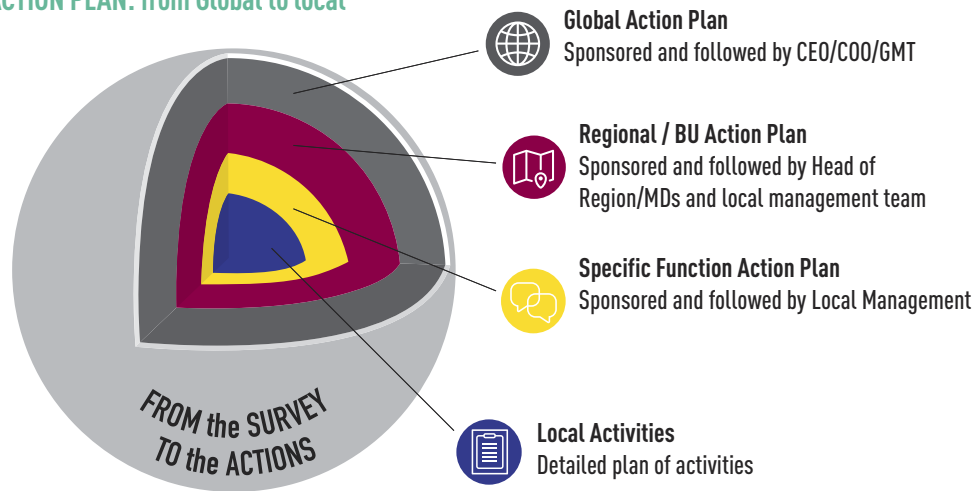 ACTION PLAN: from Global to local
Global Action Plan
Sponsored and followed by CEO/COO/GMT
Regional / BU Action Plan
Sponsored and followed by Head of
Region/MDs and local management team
Specific Function Action Plan
Sponsored and followed by Local Management
FROM the SURVEY
TO the ACTIONS
Local Activities
Detailed plan of activities